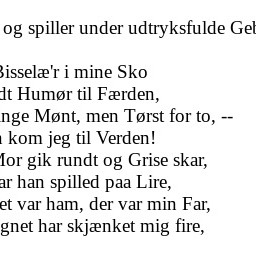 og spiller under udtryksfulde Geb
Bisselæ'r i mine Sko
dt Humør til Færden,
nge Mønt, men Tørst for to, --
kom jeg til Verden!
Mor gik rundt og Grise skar,
ar han spilled paa Lire,
et var ham, der var min Far,
gnet har skjænket mig fire,